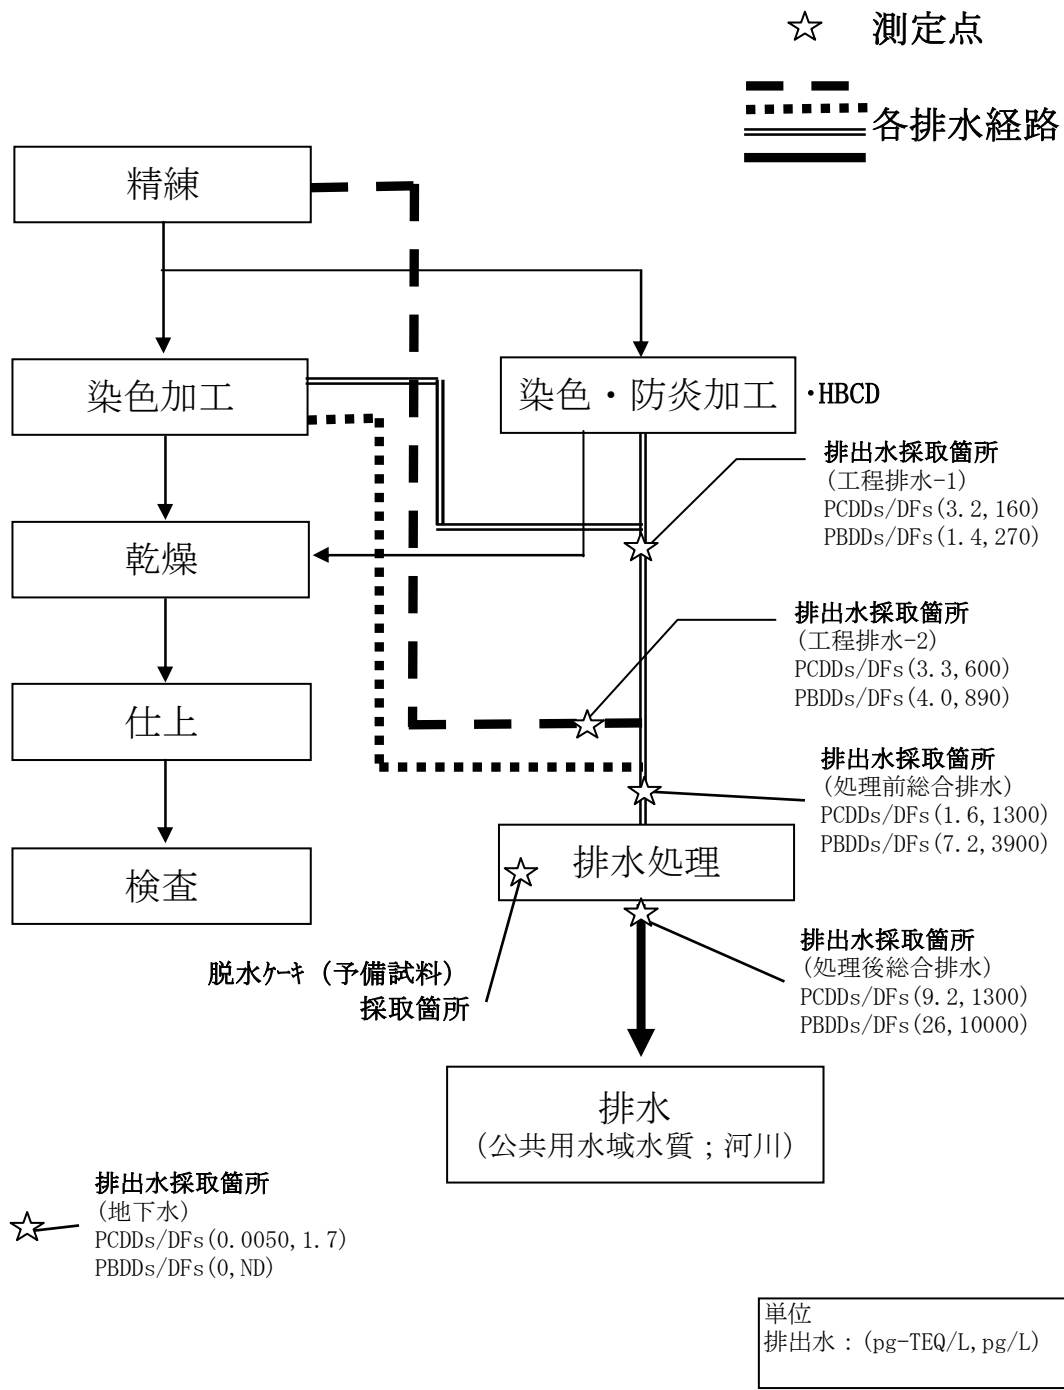 測定点
各排水経路
精練
染色加工
染色・防炎加工
・HBCD
排出水採取箇所
(工程排水-1)
PCDDs/DFs(3.2,160)
PBDDs/DFs(1.4,270)
乾燥
排出水採取箇所
(工程排水-2)
PCDDs/DFs(3.3,600)
PBDDs/DFs(4.0,890)
仕上
排出水採取箇所
(処理前総合排水)
PCDDs/DFs(1.6,1300)
PBDDs/DFs(7.2,3900)
排水処理
検査
排出水採取箇所
(処理後総合排水)
PCDDs/DFs(9.2,1300)
PBDDs/DFs(26,10000)
脱水ｹｰｷ (予備試料)
採取箇所
排水
(公共用水域水質；河川)
排出水採取箇所
(地下水)
PCDDs/DFs(0.0050,1.7)
PBDDs/DFs(0,ND)
単位
排出水：(pg-TEQ/L,pg/L)